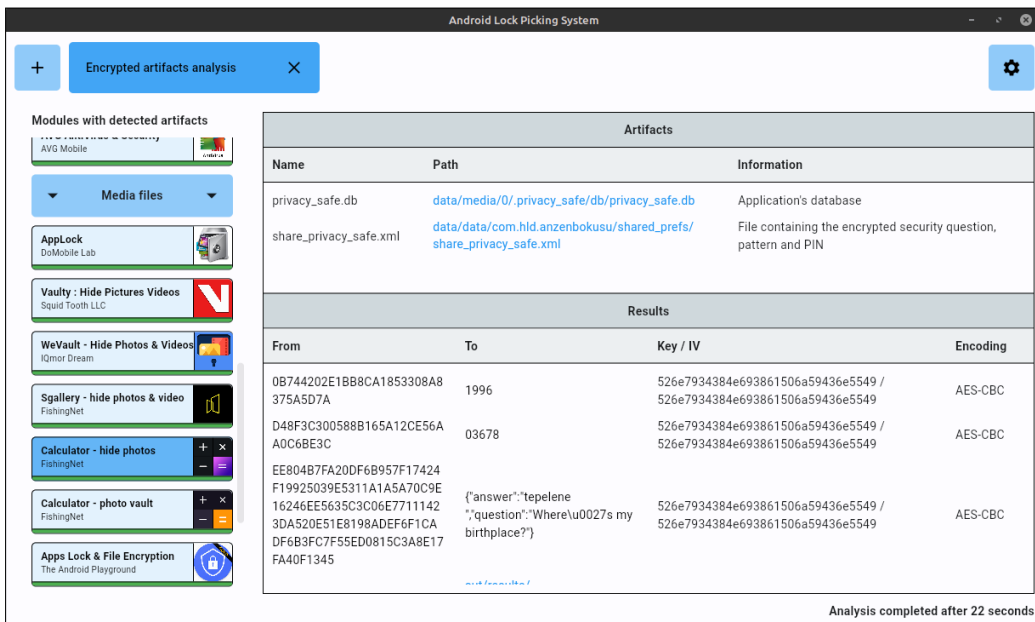 Android Lock Picking System
Encrypted artifacts analysis
Modules with detected artifacts
AVG Mobile
Media files
AppLock
DoMobile Lab
Vaulty : Hide Pictures Videos
Squid Tooth LLC
WeVault - Hide Photos & Videos
IQmor Dream
Sgallery - hide photos & video
FishingNet
Calculator - hide photos
FishingNet
Calculator - photo vault
FishingNet
Apps Lock & File Encryption
The Android Playground
Artifacts
Name Path Information
privacy_safe.db data/media/0/.privacy_safe/db/privacy_safe.db Application's database
share_privacy_safe.xml data/data/com.hld.anzenbokusu/shared_prefs/ File containing the encrypted security question,
share_privacy_safe.xml pattern and PIN
Results
From To Key / IV Encoding
0B744202E1BB8CA1853308A8 1996 526e7934384e693861506a59436e5549 / AES-CBC
375A5D7A 526e7934384e693861506a59436e5549
D48F3C300588B165A12CE56A 03678 526e7934384e693861506a59436e5549 / AES-CBC
A0C6BE3C 526e7934384e693861506a59436e5549
EE804B7FA20DF6B957F17424
F19925039E5311A1A5A70C9E
16246EE5635C3C06E7711142 {"answer":"tepelene 526e7934384e693861506a59436e5549 / AES-CBC
3DA520E51E8198ADEF6F1CA ","question":"Where\u0027s my 526e7934384e693861506a59436e5549
DF6B3FC7F55ED0815C3A8E17 birthplace?"}
FA40F1345
Analysis completed after 22 seconds